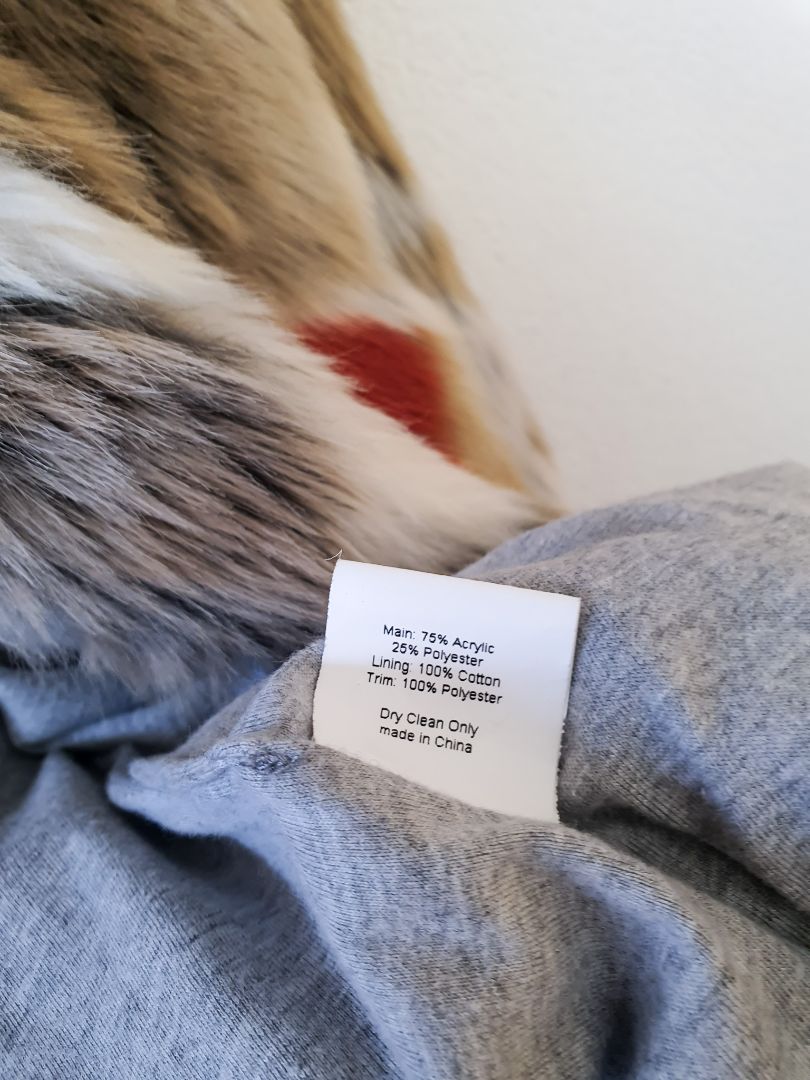 Main: 75% Acrylic
25% Polyester
Lining: 100% Cotton
Trim: 100% Polyester
Dry Clean Only
made in China